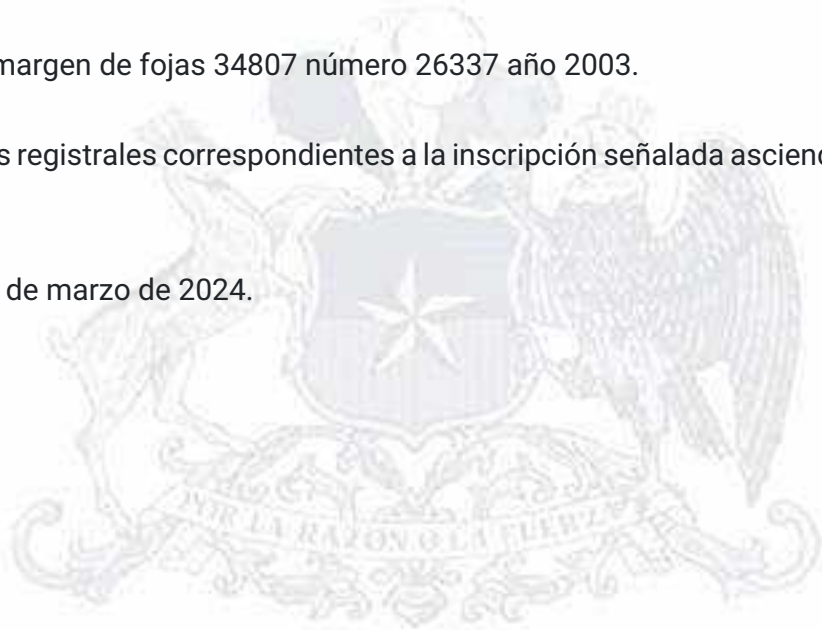 margen de fojas 34807 número 26337 año 2003.
s registrales correspondientes a la inscripción señalada
de marzo de 2024.
POR LA RAZON O LA FUERZA